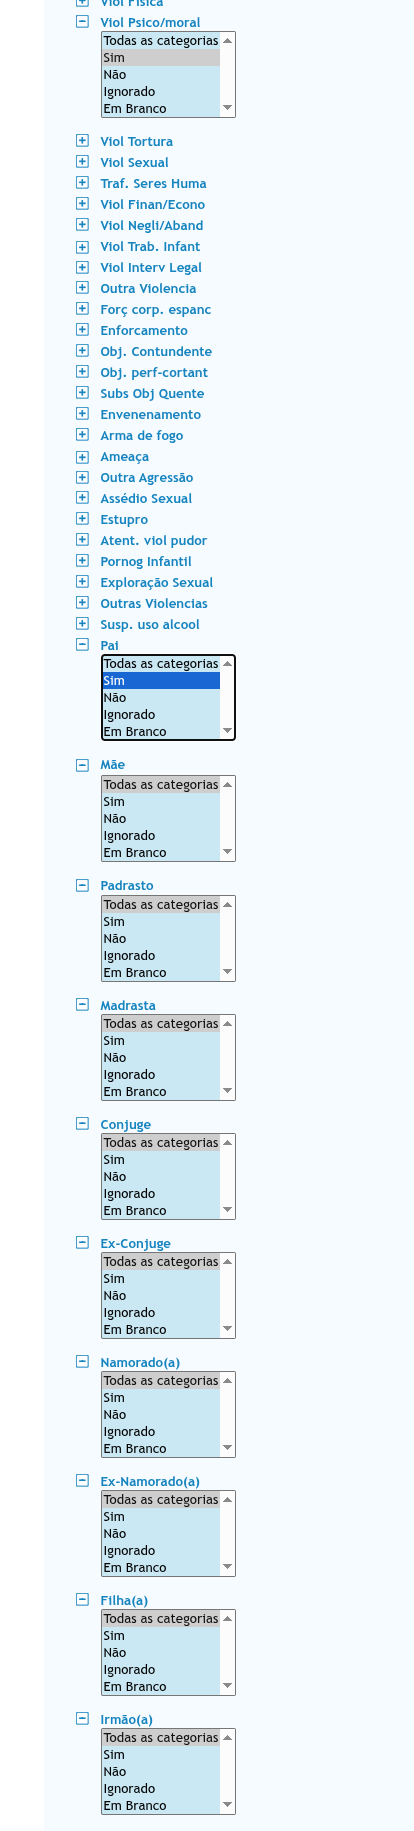 Viol Física
Viol Psico/moral
Todas as categorias
Sim
Não
Ignorado
Em Branco
Viol Tortura
Viol Sexual
Traf. Seres Huma
Viol Finan/Econo
Viol Negli/Aband
Viol Trab. Infant
Viol Interv Legal
Outra Violencia
Forç corp. espanc
Enforcamento
Obj. Contundente
Obj. perf-cortant
Subs Obj Quente
Envenenamento
Arma de fogo
Ameaça
Outra Agressão
Assédio Sexual
Estupro
Atent. viol pudor
Pornog Infantil
Exploração Sexual
Outras Violencias
Susp. uso alcool
Pai
Todas as categorias
Sim
Não
Ignorado
Em Branco
Mãe
Todas as categorias
Sim
Não
Ignorado
Em Branco
Padrasto
Todas as categorias
Sim
Não
Ignorado
Em Branco
Madrasta
Todas as categorias
Sim
Não
Ignorado
Em Branco
Conjuge
Todas as categorias
Sim
Não
Ignorado
Em Branco
Ex-Conjuge
Todas as categorias
Sim
Não
Ignorado
Em Branco
Namorado(a)
Todas as categorias
Sim
Não
Ignorado
Em Branco
Ex-Namorado(a)
Todas as categorias
Sim
Não
Ignorado
Em Branco
Filha(a)
Todas as categorias
Sim
Não
Ignorado
Em Branco
Irmão(a)
Todas as categorias
Sim
Não
Ignorado
Em Branco